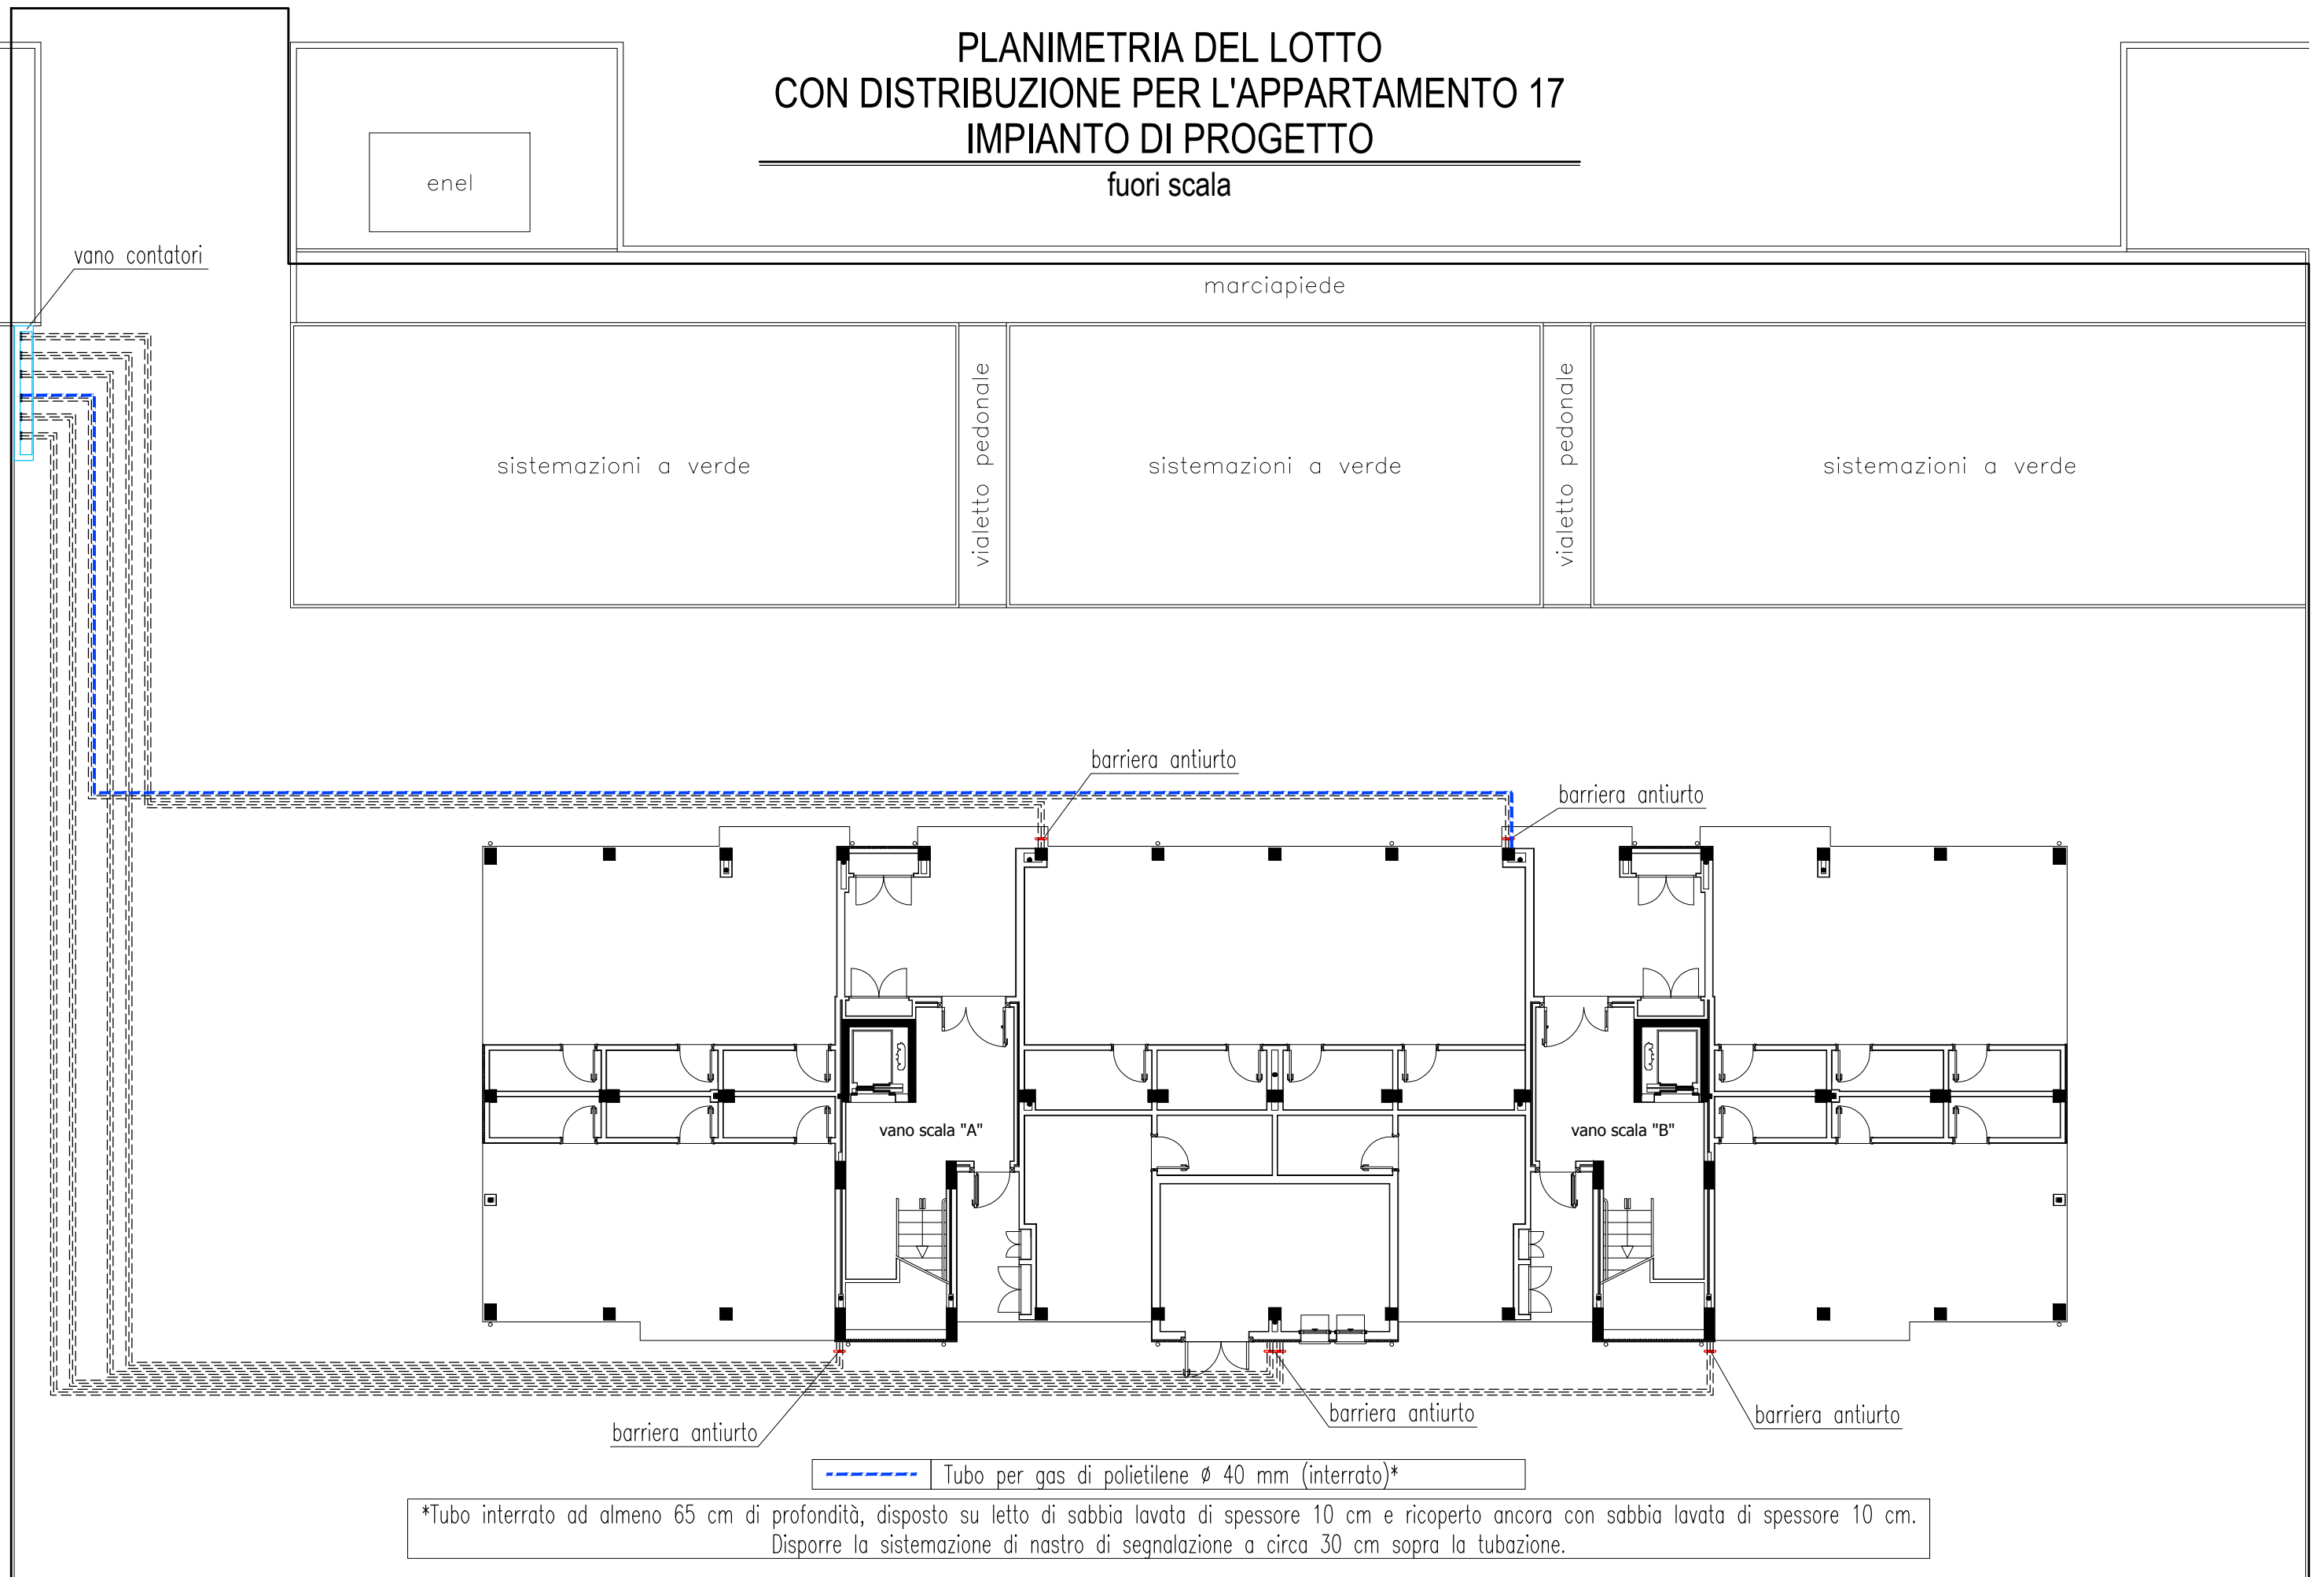 PLANIMETRIA DEL LOTTO
CON DISTRIBUZIONE PER L'APPARTAMENTO 17
IMPIANTO DI PROGETTO
fuori scala
enel
vano contatori
marciapiede
sistemazioni a verde
vialetto pedonale
sistemazioni a verde
vialetto pedonale
sistemazioni a verde
barriera antiurto
barriera antiurto
vano scala "A"
vano scala "B"
barriera antiurto
barriera antiurto
barriera antiurto
Tubo per gas di polietilene ø 40 mm (interrato)*
*Tubo interrato ad almeno 65 cm di profondità, disposto su letto di sabbia lavata di spessore 10 cm e ricoperto ancora con sabbia lavata di spessore 10 cm.
Disporre la sistemazione di nastro di segnalazione a circa 30 cm sopra la tubazione.